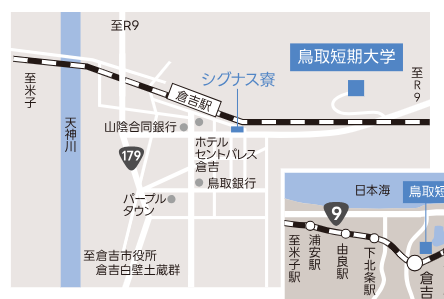 至R9
鳥取短期大学
シグナス寮
至R9
至米子
倉吉駅
天神川
山陰合同銀行
ホテル
セントパレス
倉吉
179
鳥取銀行
パープル
タウン
至倉吉市役所
倉吉白壁土蔵群
日本海
鳥取短
9
至米子駅
浦安駅
由良駅
下北条駅
倉吉